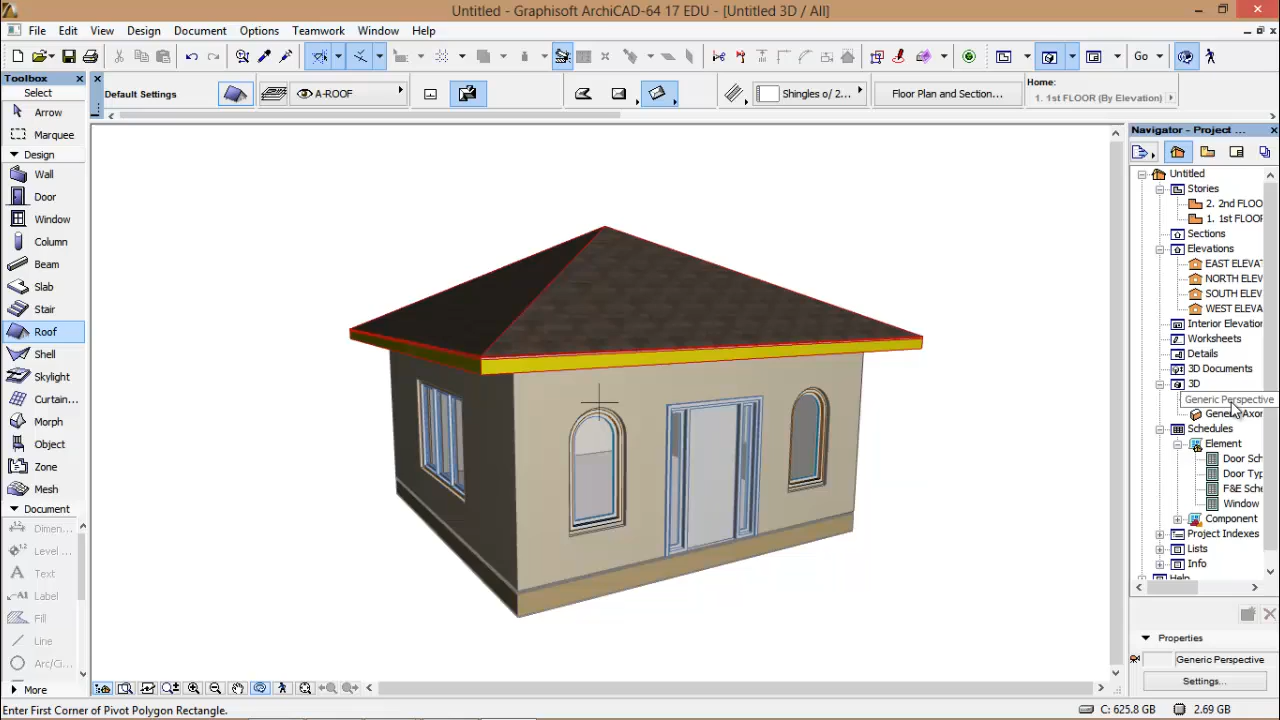 Untitled - Graphisoft ArchiCAD-64 17 EDU - [Untitled 3D / All]
File Edit View Design Document Options Teamwork Window Help
Go
Toolbox
Select
Arrow
Marquee
Design
Wall
Door
Window
Column
Beam
Slab
Stair
Roof
Shell
Skylight
Curtain...
Morph
Object
Zone
Mesh
Document
Dimen...
Level ...
Text
Label
Fill
Line
Arc/Ci...
More
Default Settings
A-ROOF
Shingles o/ 2...
Floor Plan and Section...
Home:
1. 1st FLOOR (By Elevation)
Navigator - Project ...
Untitled
Stories
2. 2nd FLOO
1. 1st FLOOR
Sections
Elevations
EAST ELEVA
NORTH ELEV
SOUTH ELEV
WEST ELEVA
Interior Elevation
Worksheets
Details
3D Documents
3D
Generic Perspective
Generic Axon
Schedules
Element
Door Sch
Door Typ
F&E Sche
Window
Component
Project Indexes
Lists
Info
Help
Properties
Generic Perspective
Settings...
Enter First Corner of Pivot Polygon Rectangle.
C: 625.8 GB
2.69 GB